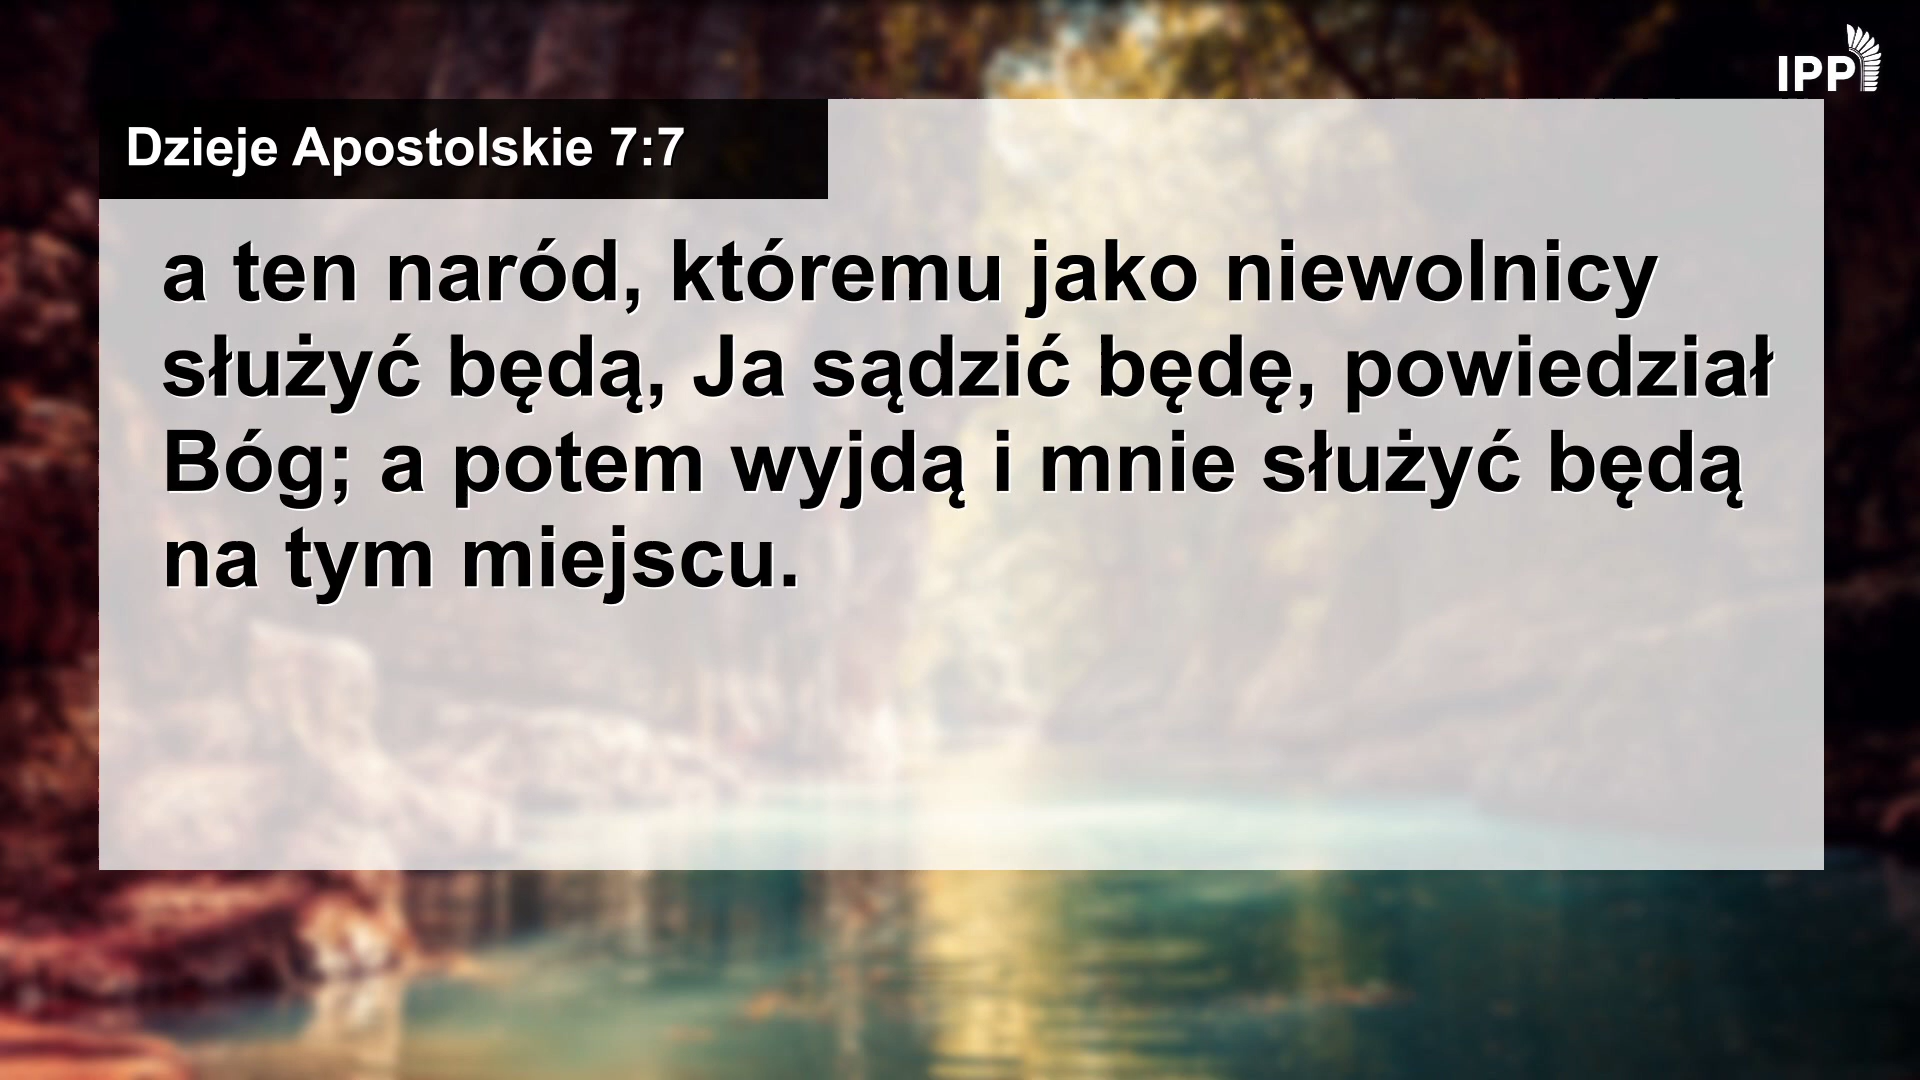 IPP
Dzieje Apostolskie 7:7
a ten naród, któremu jako niewolnicy
służyć będą, Ja sądzić będę, powiedział
Bóg; a potem wyjdą i mnie służyć będą
na tym miejscu.